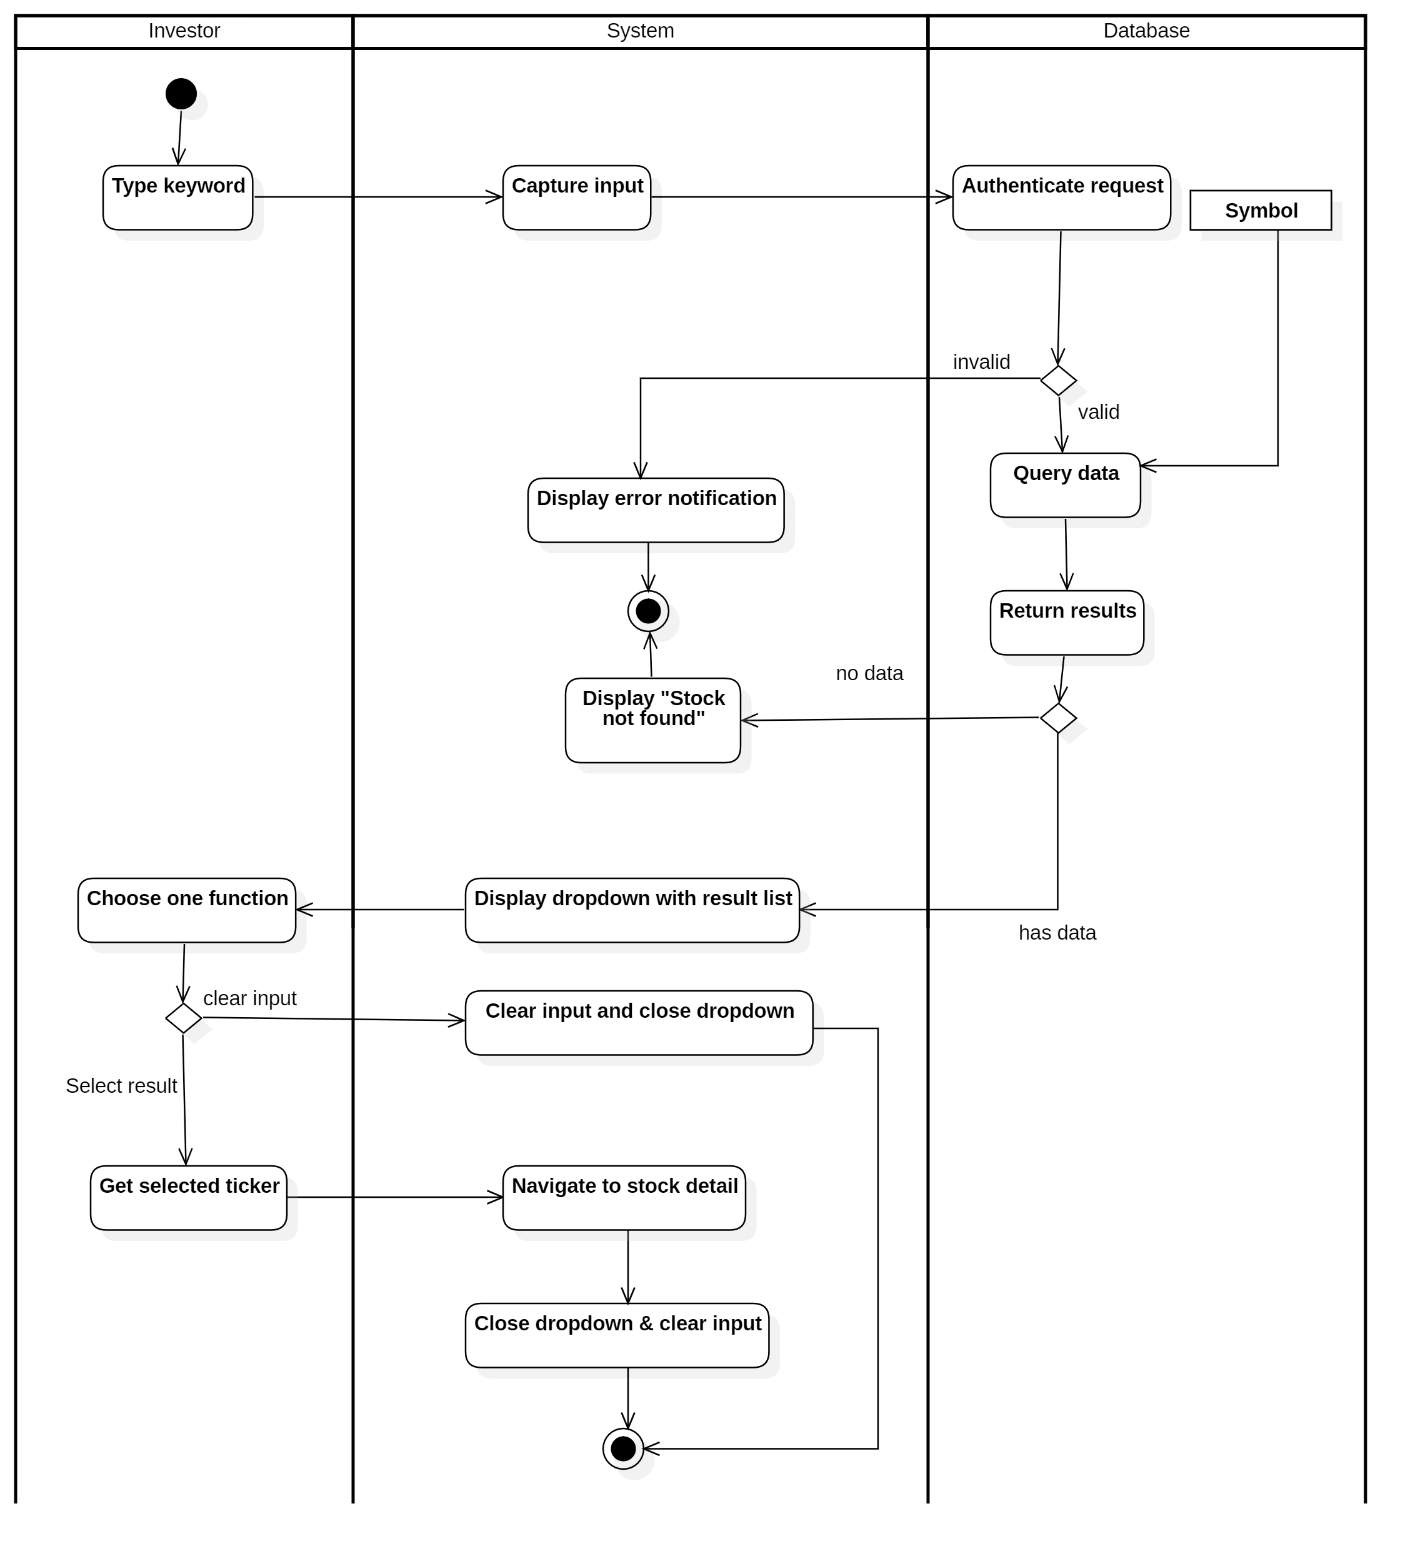 Investor
System
Database
Type keyword
Capture input
Authenticate request
Symbol
invalid
valid
Query data
Display error notification
Return results
no data
Display "Stock
not found"
Choose one function
Display dropdown with result list
has data
clear input
Clear input and close dropdown
Select result
Get selected ticker
Navigate to stock detail
Close dropdown & clear input